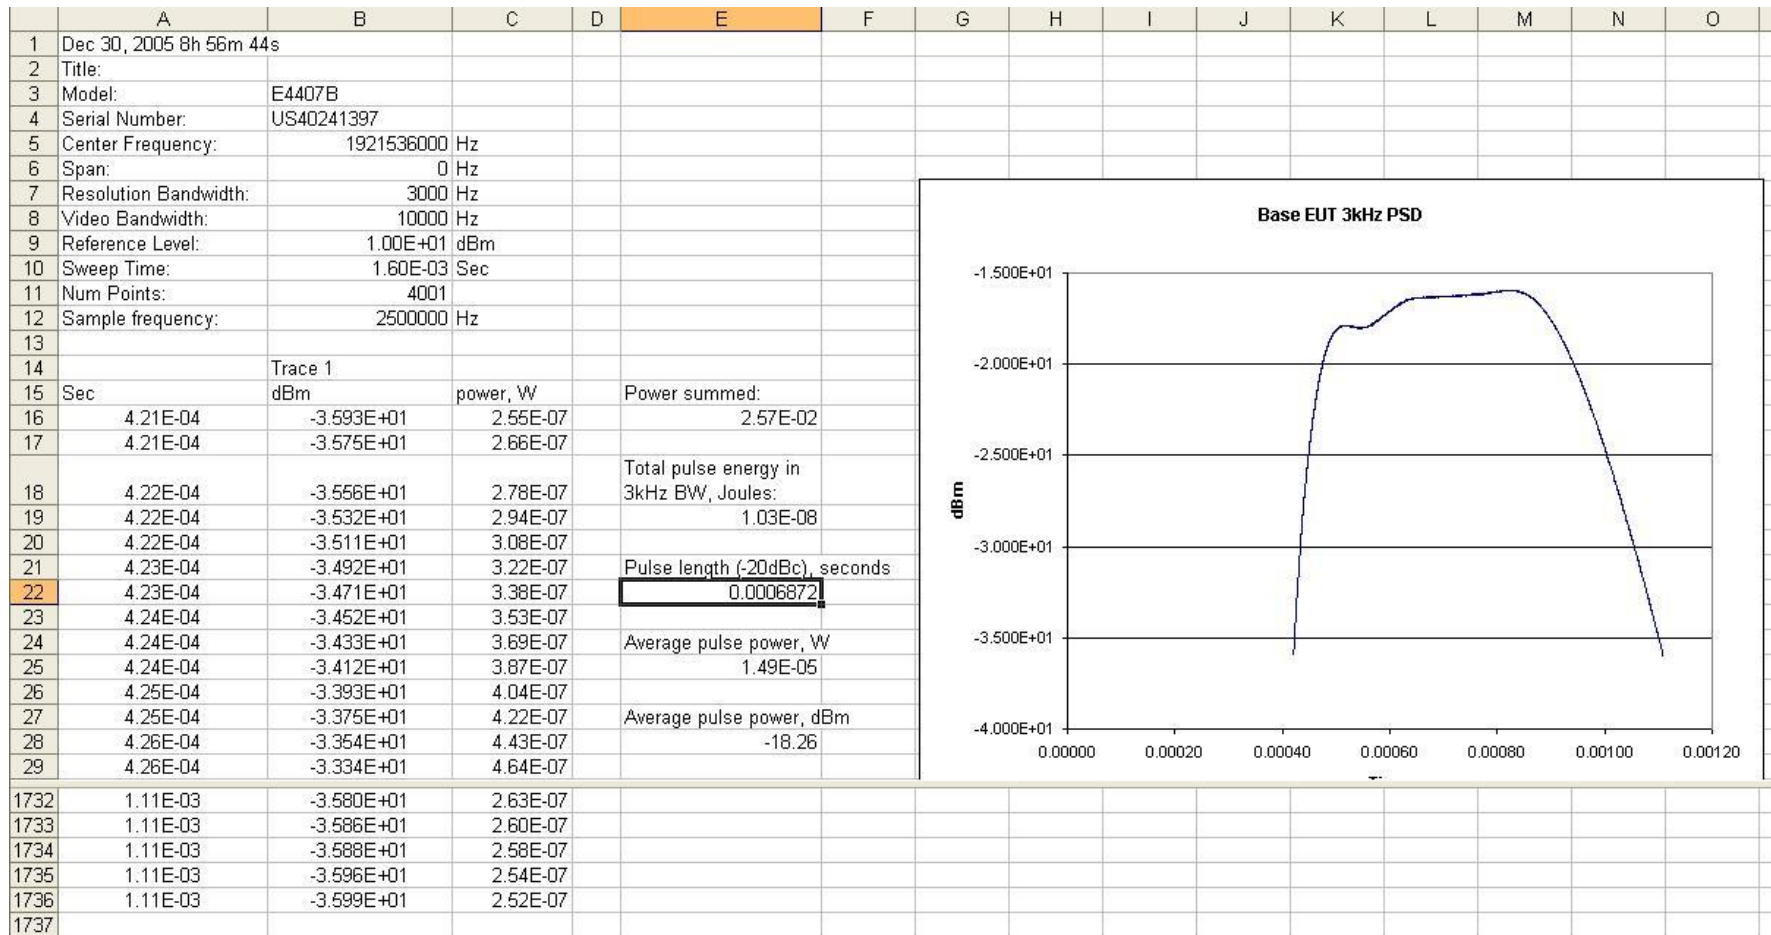 A B C D E F G H I J K L M N O
1 Dec 30, 2005 8h 56m 44s
2 Title:
3 Model: E4407B
4 Serial Number: US40241397
5 Center Frequency: 1921536000 Hz
6 Span: 0 Hz
7 Resolution Bandwidth: 3000 Hz
8 Video Bandwidth: 10000 Hz
9 Reference Level: 1.00E+01 dBm
10 Sweep Time: 1.60E-03 Sec
11 Num Points: 4001
12 Sample frequency: 2500000 Hz
13
14 Trace 1
15 Sec dBm power, W Power summed:
16 4.21E-04 -3.593E+01 2.55E-07 2.57E-02
17 4.21E-04 -3.575E+01 2.66E-07
Total pulse energy in
18 4.22E-04 -3.556E+01 2.78E-07 3kHz BW, Joules:
19 4.22E-04 -3.532E+01 2.94E-07 1.03E-08
20 4.22E-04 -3.511E+01 3.08E-07
21 4.23E-04 -3.492E+01 3.22E-07 Pulse length (-20dBc), seconds
22 4.23E-04 -3.471E+01 3.38E-07 0.0006872
23 4.24E-04 -3.452E+01 3.53E-07
24 4.24E-04 -3.433E+01 3.69E-07 Average pulse power, W
25 4.24E-04 -3.412E+01 3.87E-07 1.49E-05
26 4.25E-04 -3.393E+01 4.04E-07
27 4.25E-04 -3.375E+01 4.22E-07 Average pulse power, dBm
28 4.26E-04 -3.354E+01 4.43E-07 -18.26
29 4.26E-04 -3.334E+01 4.64E-07
1732 1.11E-03 -3.580E+01 2.63E-07
1733 1.11E-03 -3.586E+01 2.60E-07
1734 1.11E-03 -3.588E+01 2.58E-07
1735 1.11E-03 -3.596E+01 2.54E-07
1736 1.11E-03 -3.599E+01 2.52E-07
1737
Base EUT 3kHz PSD
-1.500E+01
-2.000E+01
-2.500E+01
-3.000E+01
-3.500E+01
-4.000E+01
dBm
0.00000 0.00020 0.00040 0.00060 0.00080 0.00100 0.00120